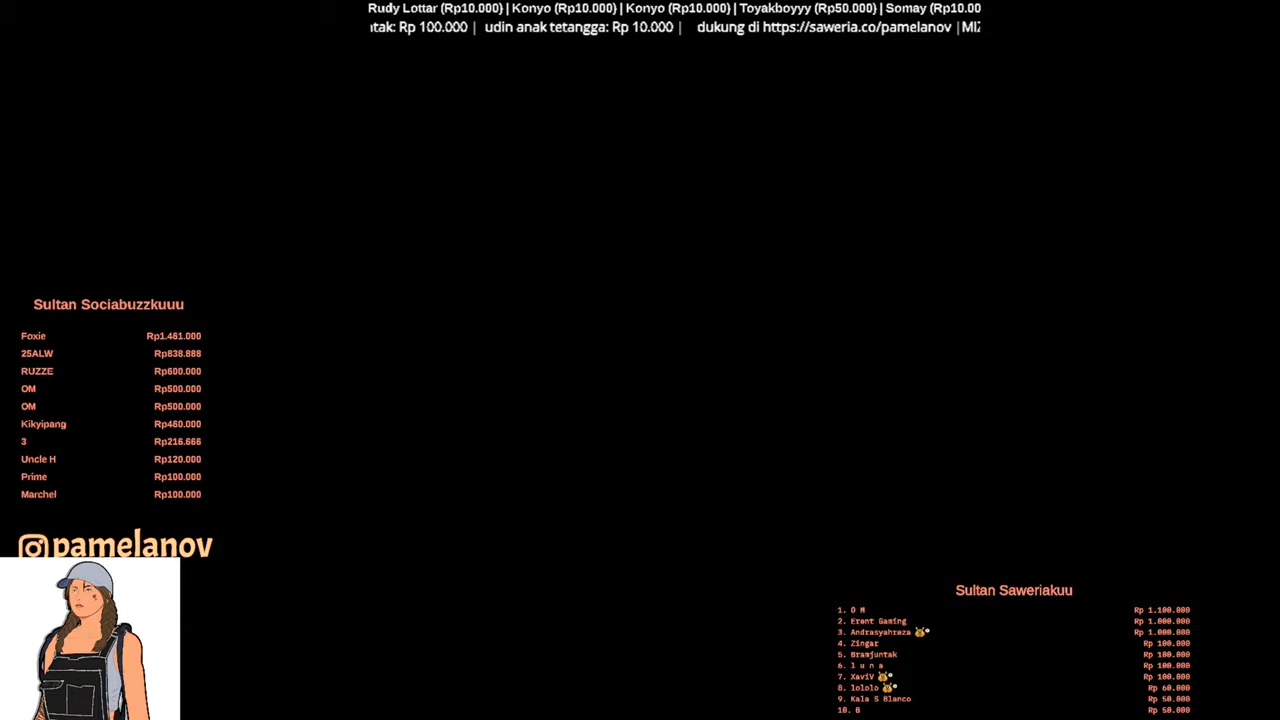 Rudy Lottar (Rp10.000) | Konyo (Rp10.000) | Konyo (Rp10.000) | Toyakboyyy (Rp50.000) | Somay (Rp10.00
ntak: Rp 100.000 | udin anak tetangga: Rp 10.000 | dukung di https://saweria.co/pamelanov |
Sultan Sociabuzzkuuu
Foxie Rp1.461.000
25ALW Rp838.888
RUZZE Rp600.000
OM Rp500.000
OM Rp500.000
Kikyipang Rp460.000
3 Rp216.666
Uncle H Rp120.000
Prime Rp100.000
Marchel Rp100.000
pamelanov
Sultan Saweriakuu
1. O M Rp 1.100.000
2. Erent Gaming Rp 1.000.000
3. Andrasyahreza Rp 1.000.000
4. Zingar Rp 100.000
5. Bramjuntak Rp 100.000
6. l u n a Rp 100.000
7. XaviV Rp 100.000
8. lololo Rp 60.000
9. Kala S Blanco Rp 50.000
10. B Rp 50.000